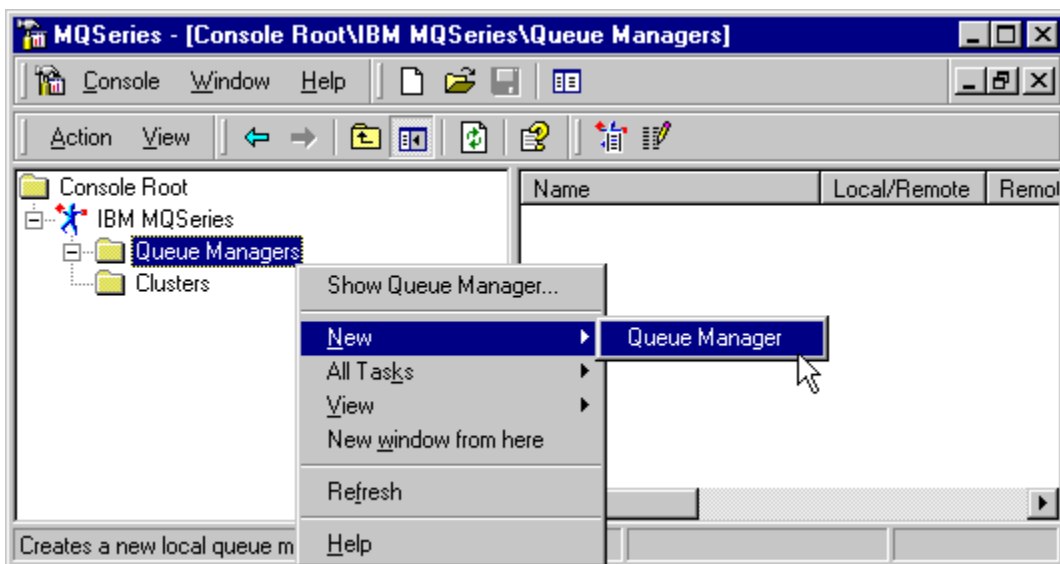 MQSeries - [Console Root\IBM MQSeries\Queue Managers]
Console Window Help
Action View
Console Root
IBM MQSeries
Queue Managers
Clusters
Name Local/Remote Remo
Show Queue Manager...
New
Queue Manager
All Tasks
View
New window from here
Refresh
Help
Creates a new local queue m